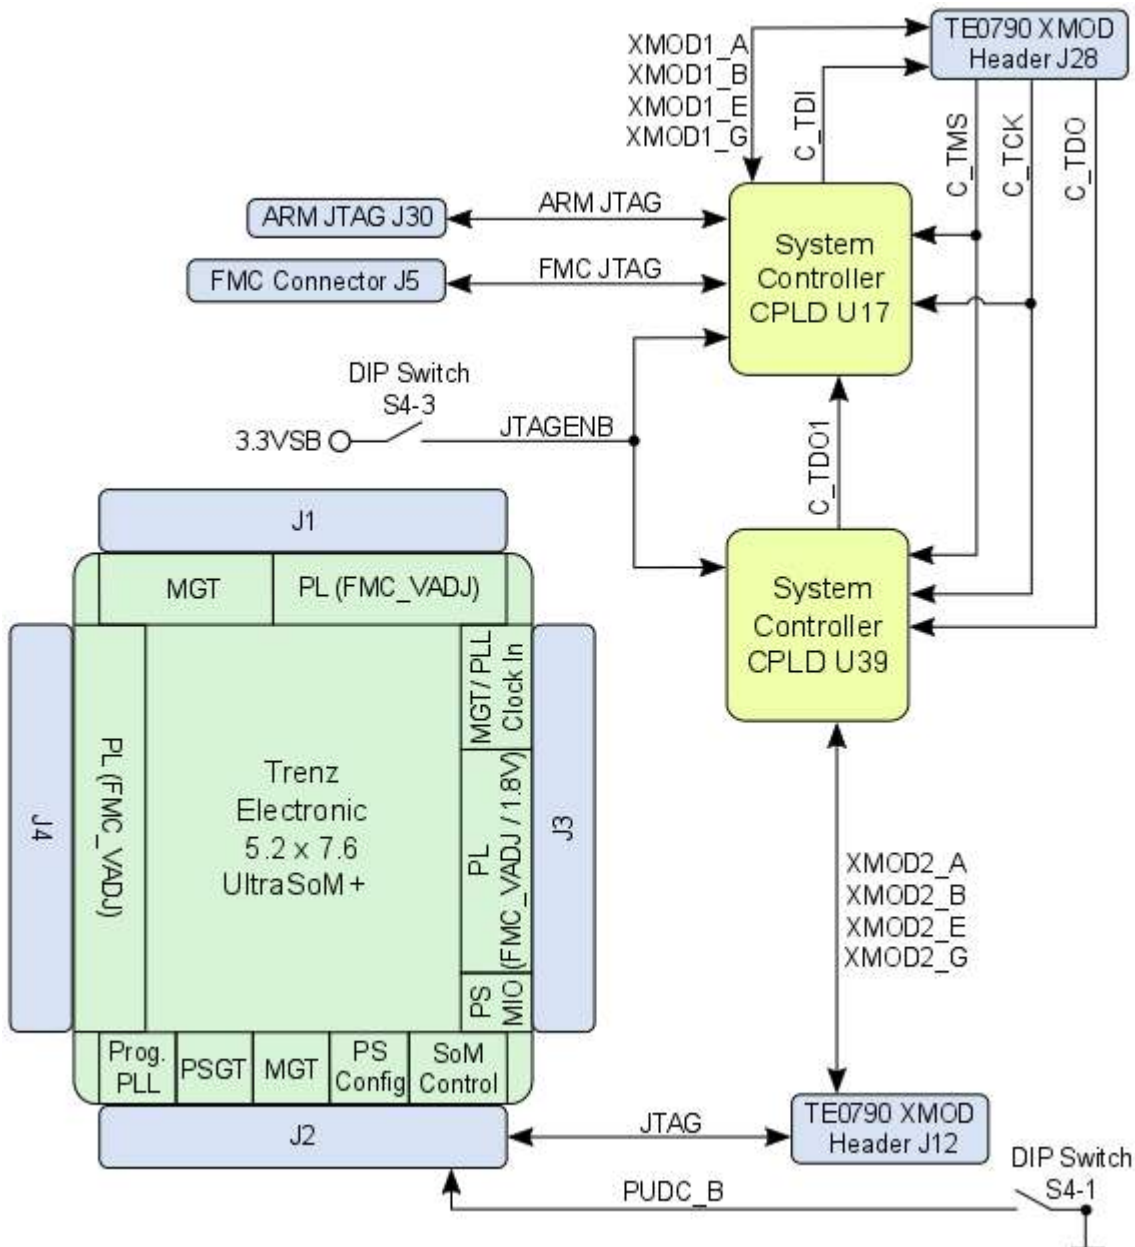 TE0790 XMOD
Header J28
XMOD1_A
XMOD1_B
XMOD1_E
XMOD1_G
C_TDI
C_TMS
C_TCK
C_TDO
ARM JTAG J30
ARM JTAG
FMC Connector J5
FMC JTAG
System
Controller
CPLD U17
DIP Switch
S4-3
3.3VSB
JTAGENB
C_TDO1
System
Controller
CPLD U39
J1
MGT
PL (FMC_VADJ)
MGT/ PLL
Clock In
PL (FMC_VADJ)
J4
Trenz
Electronic
5.2 x 7.6
UltraSoM+
PL
(FMC_VADJ / 1.8V)
J3
PS
MIO
Prog.
PLL
PSGT
MGT
PS
Config
SoM
Control
J2
XMOD2_A
XMOD2_B
XMOD2_E
XMOD2_G
JTAG
TE0790 XMOD
Header J12
PUDC_B
DIP Switch
S4-1